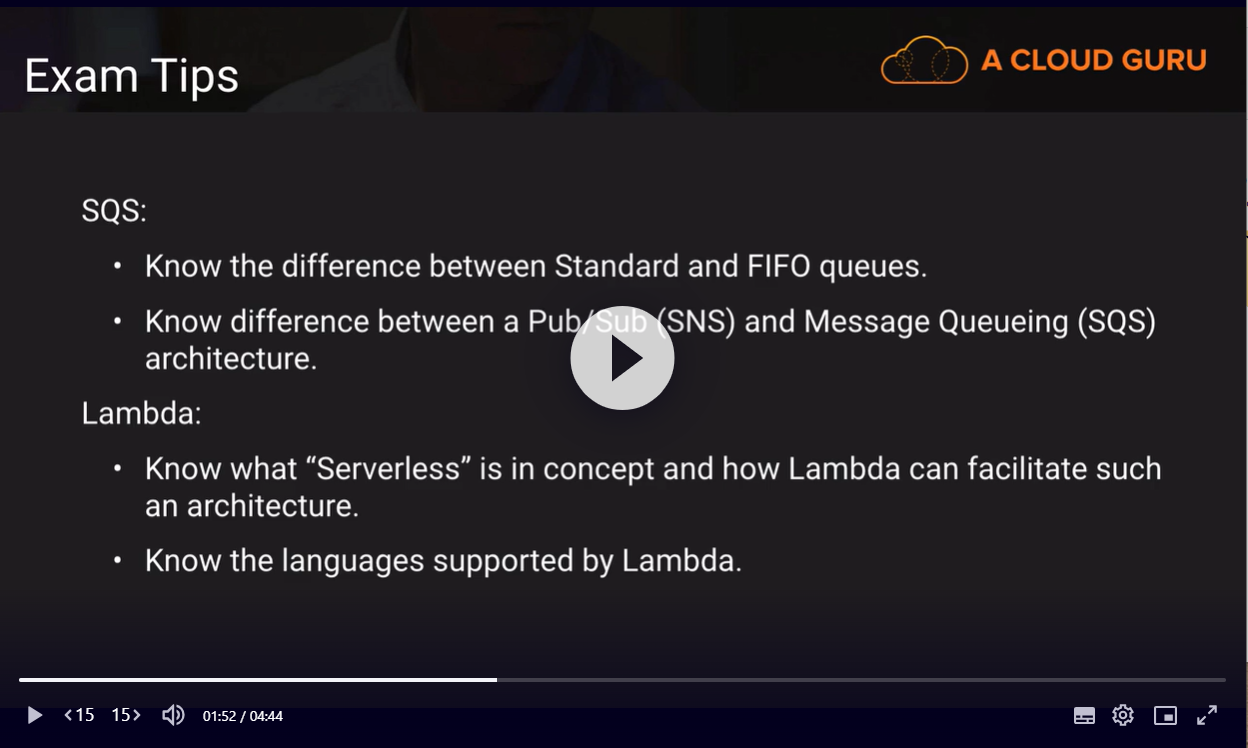 Exam Tips
A CLOUD GURU
SQS:
• Know the difference between Standard and FIFO queues.
• Know difference between a Pub/Sub (SNS) and Message Queueing (SQS)
architecture.
Lambda:
• Know what “Serverless” is in concept and how Lambda can facilitate such
an architecture.
• Know the languages supported by Lambda.
15 15 01:52 / 04:44